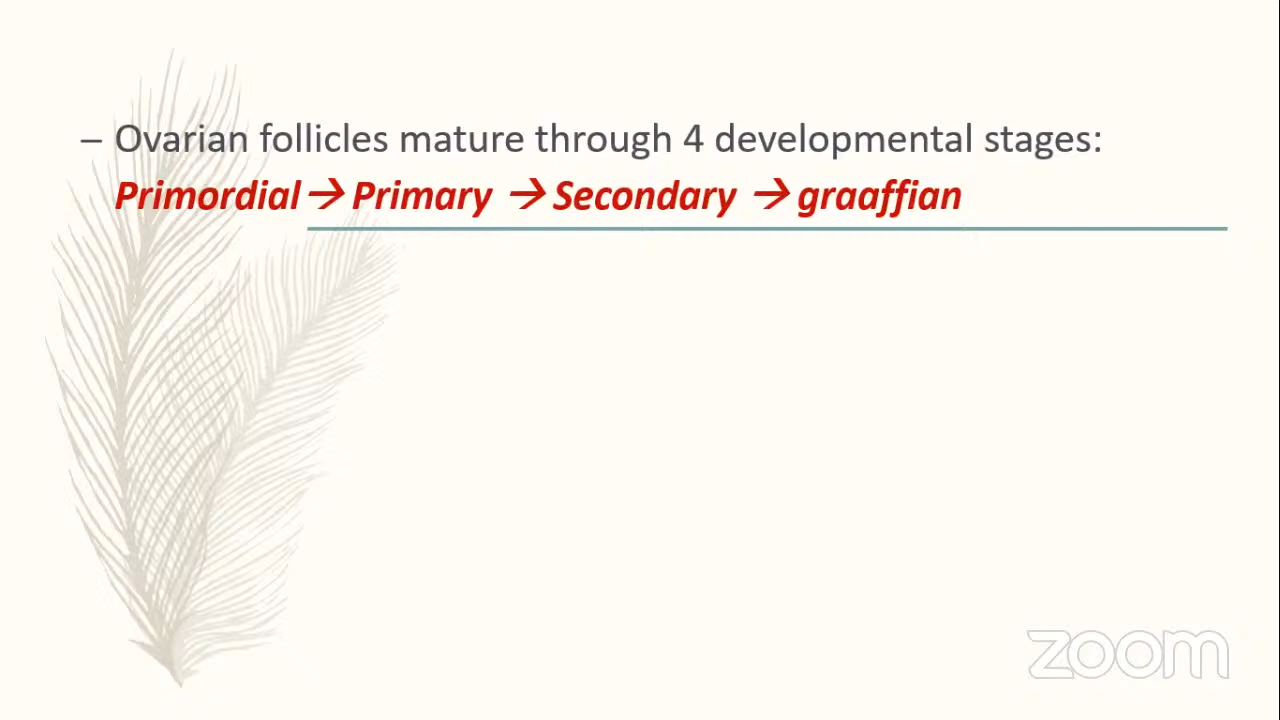 – Ovarian follicles mature through 4 developmental stages:
Primordial→Primary →Secondary →graaffian
zoom